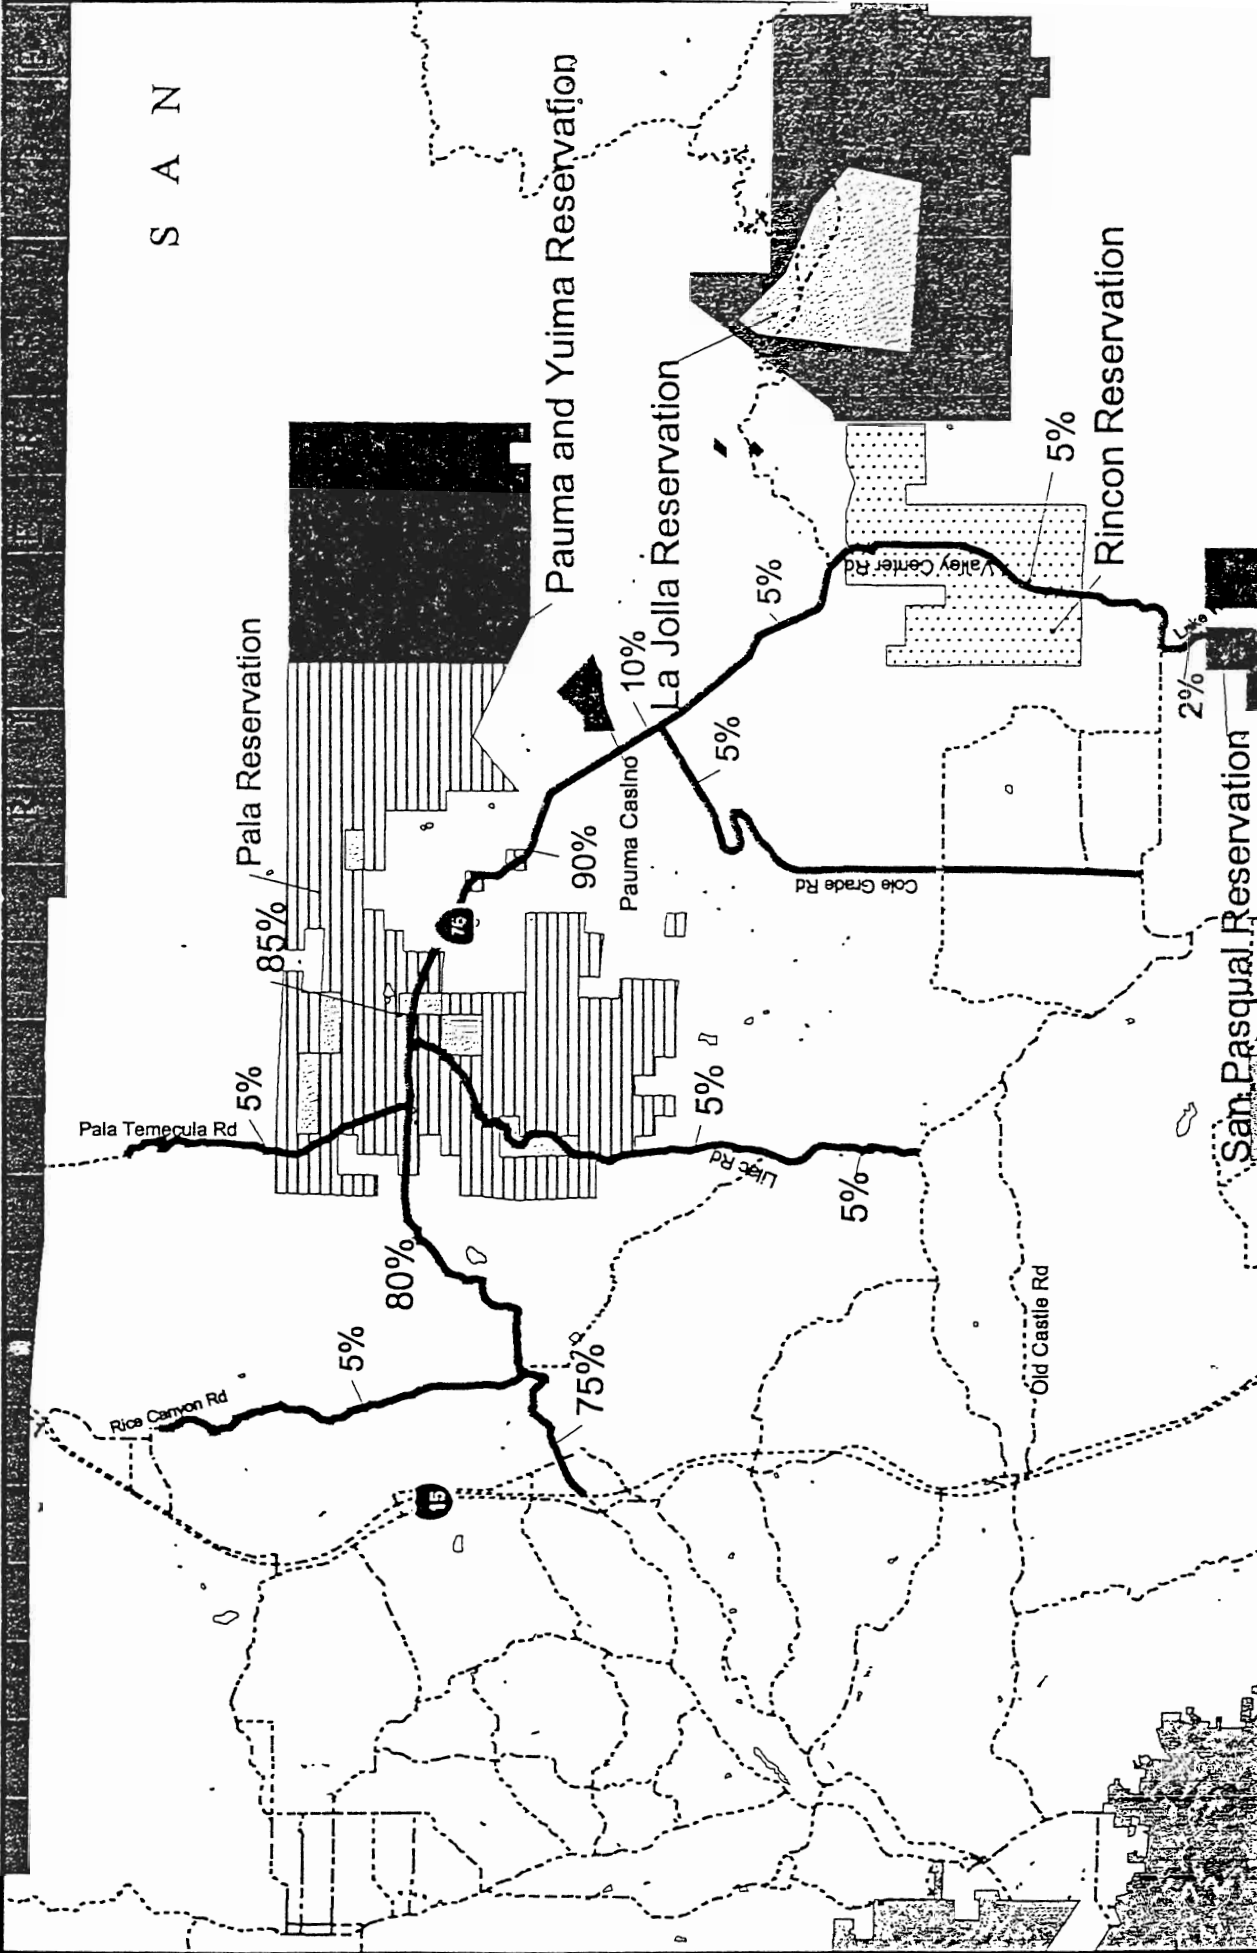 S A N
Pala Reservation
Pauma and Yuima Reservation
La Jolla Reservation
Rincon Reservation
San Pasqual Reservation
Pauma Casino
Pala Temecula Rd
5%
85%
76
90%
10%
5%
5%
Valley Center Rd
5%
2%
Lake
Cole Grade Rd
80%
5%
Lilac Rd
5%
Rice Canyon Rd
5%
75%
15
Old Castle Rd